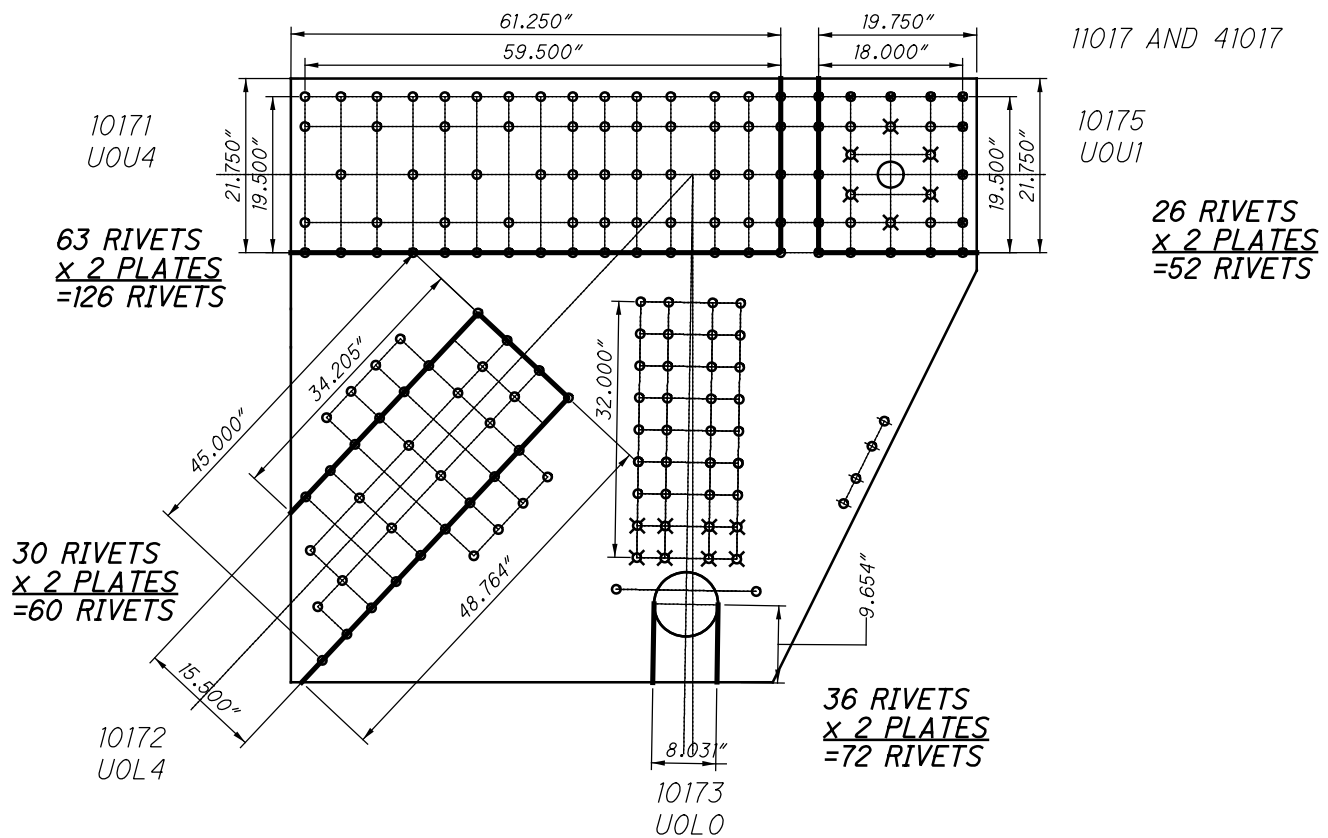 61.250"
19.750"
11017 AND 41017
59.500"
18.000"
10171
U0U4
21.750"
19.500"
19.500"
21.750"
10175
U0U1
63 RIVETS
x 2 PLATES
=126 RIVETS
26 RIVETS
x 2 PLATES
=52 RIVETS
34.205"
32.000"
45.000"
48.764"
9.654"
30 RIVETS
x 2 PLATES
=60 RIVETS
15.500"
36 RIVETS
x 2 PLATES
=72 RIVETS
10172
U0L4
8.031"
10173
U0L0